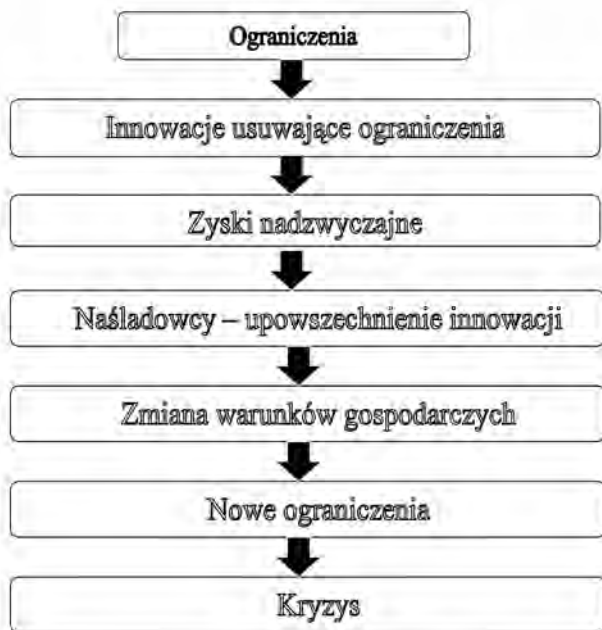 Ograniczenia
Innowacje usuwające ograniczenia
Zyski nadzwyczajne
Naśladowcy – upowszechnienie innowacji
Zmiana warunków gospodarczych
Nowe ograniczenia
Kryzys